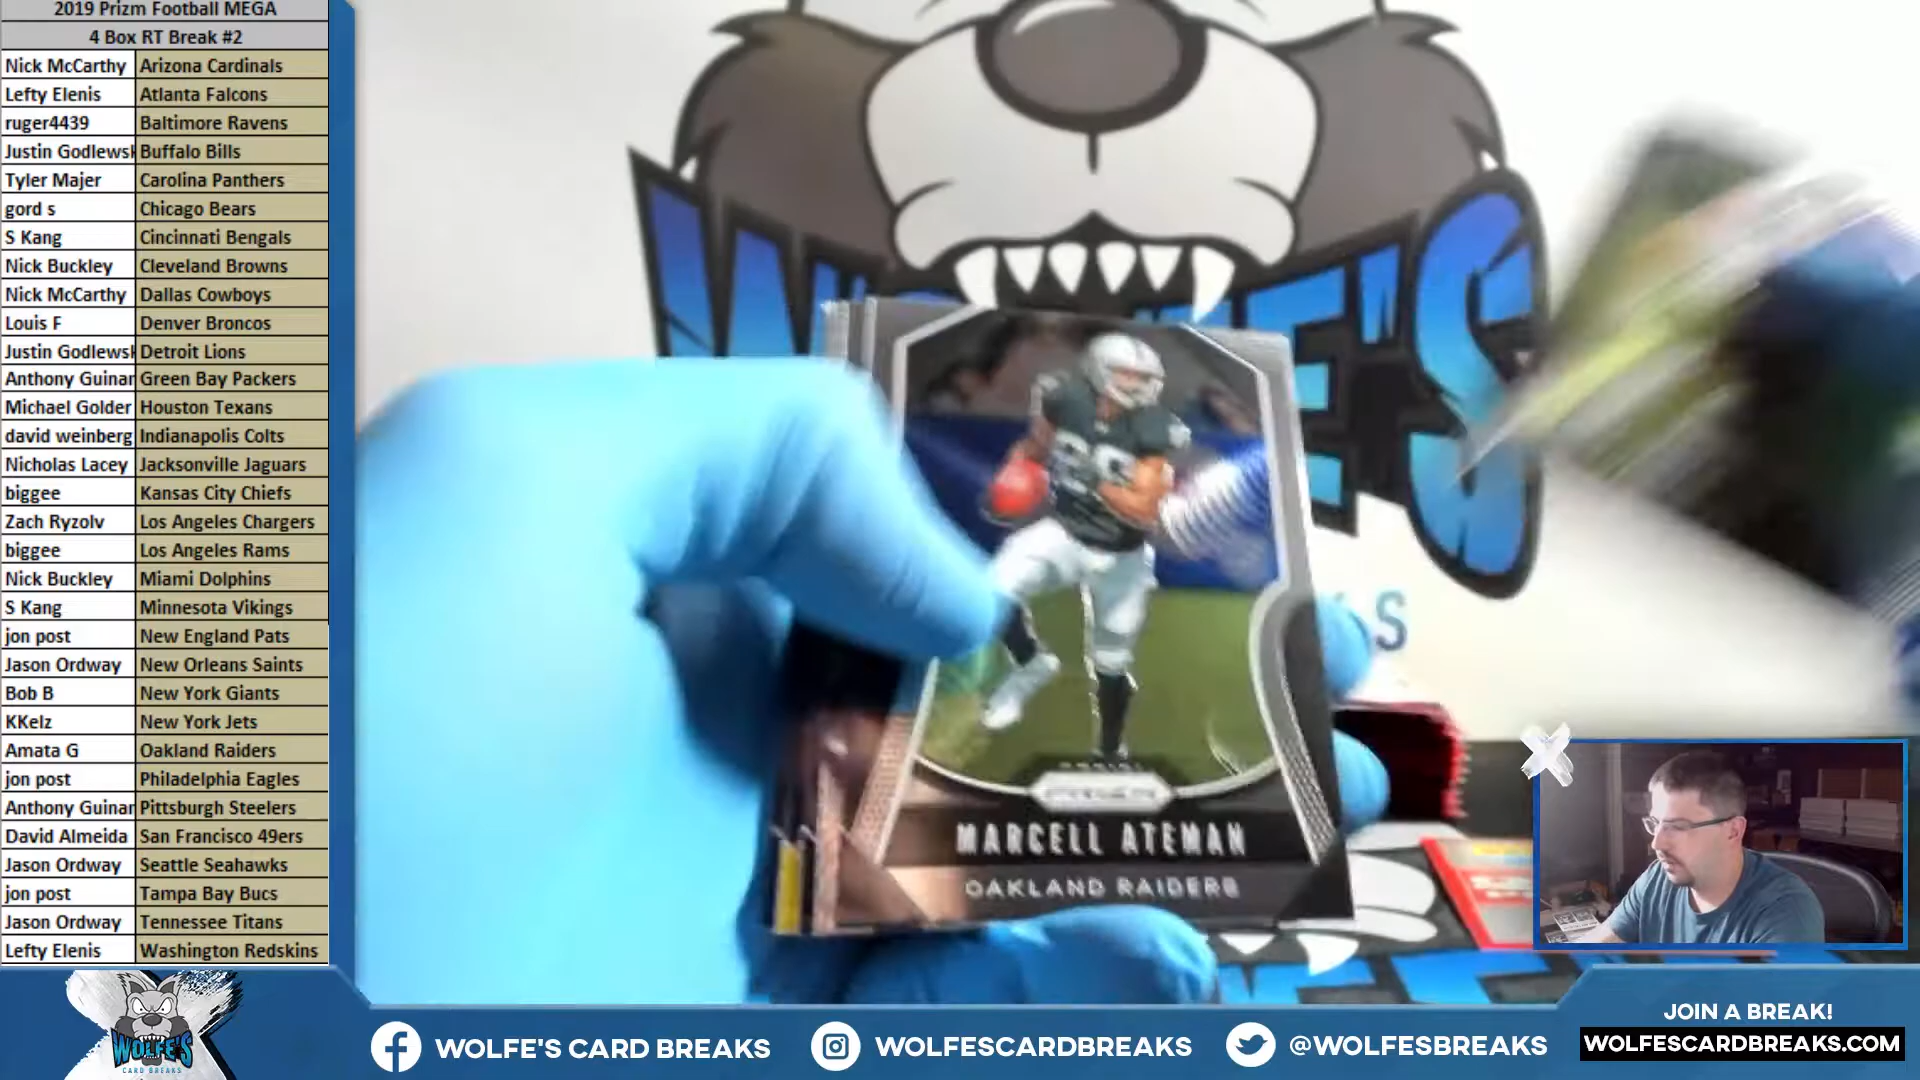 2019 Prizm Football MEGA
4 Box RT Break #2
Nick McCarthy Arizona Cardinals
Lefty Elenis Atlanta Falcons
ruger4439 Baltimore Ravens
Justin Godlewsk Buffalo Bills
Tyler Majer Carolina Panthers
gord s Chicago Bears
S Kang Cincinnati Bengals
Nick Buckley Cleveland Browns
Nick McCarthy Dallas Cowboys
Louis F Denver Broncos
Justin Godlewsk Detroit Lions
Anthony Guinar Green Bay Packers
Michael Golder Houston Texans
david weinberg Indianapolis Colts
Nicholas Lacey Jacksonville Jaguars
biggee Kansas City Chiefs
Zach Ryzolv Los Angeles Chargers
biggee Los Angeles Rams
Nick Buckley Miami Dolphins
S Kang Minnesota Vikings
jon post New England Pats
Jason Ordway New Orleans Saints
Bob B New York Giants
KKelz New York Jets
Amata G Oakland Raiders
jon post Philadelphia Eagles
Anthony Guinar Pittsburgh Steelers
David Almeida San Francisco 49ers
Jason Ordway Seattle Seahawks
jon post Tampa Bay Bucs
Jason Ordway Tennessee Titans
Lefty Elenis Washington Redskins
MARCELL ATEMAN
OAKLAND RAIDERS
WOLFE'S
CARD BREAKS
WOLFE'S CARD BREAKS
WOLFESCARDBREAKS
@WOLFESBREAKS
JOIN A BREAK!
WOLFESCARDBREAKS.COM